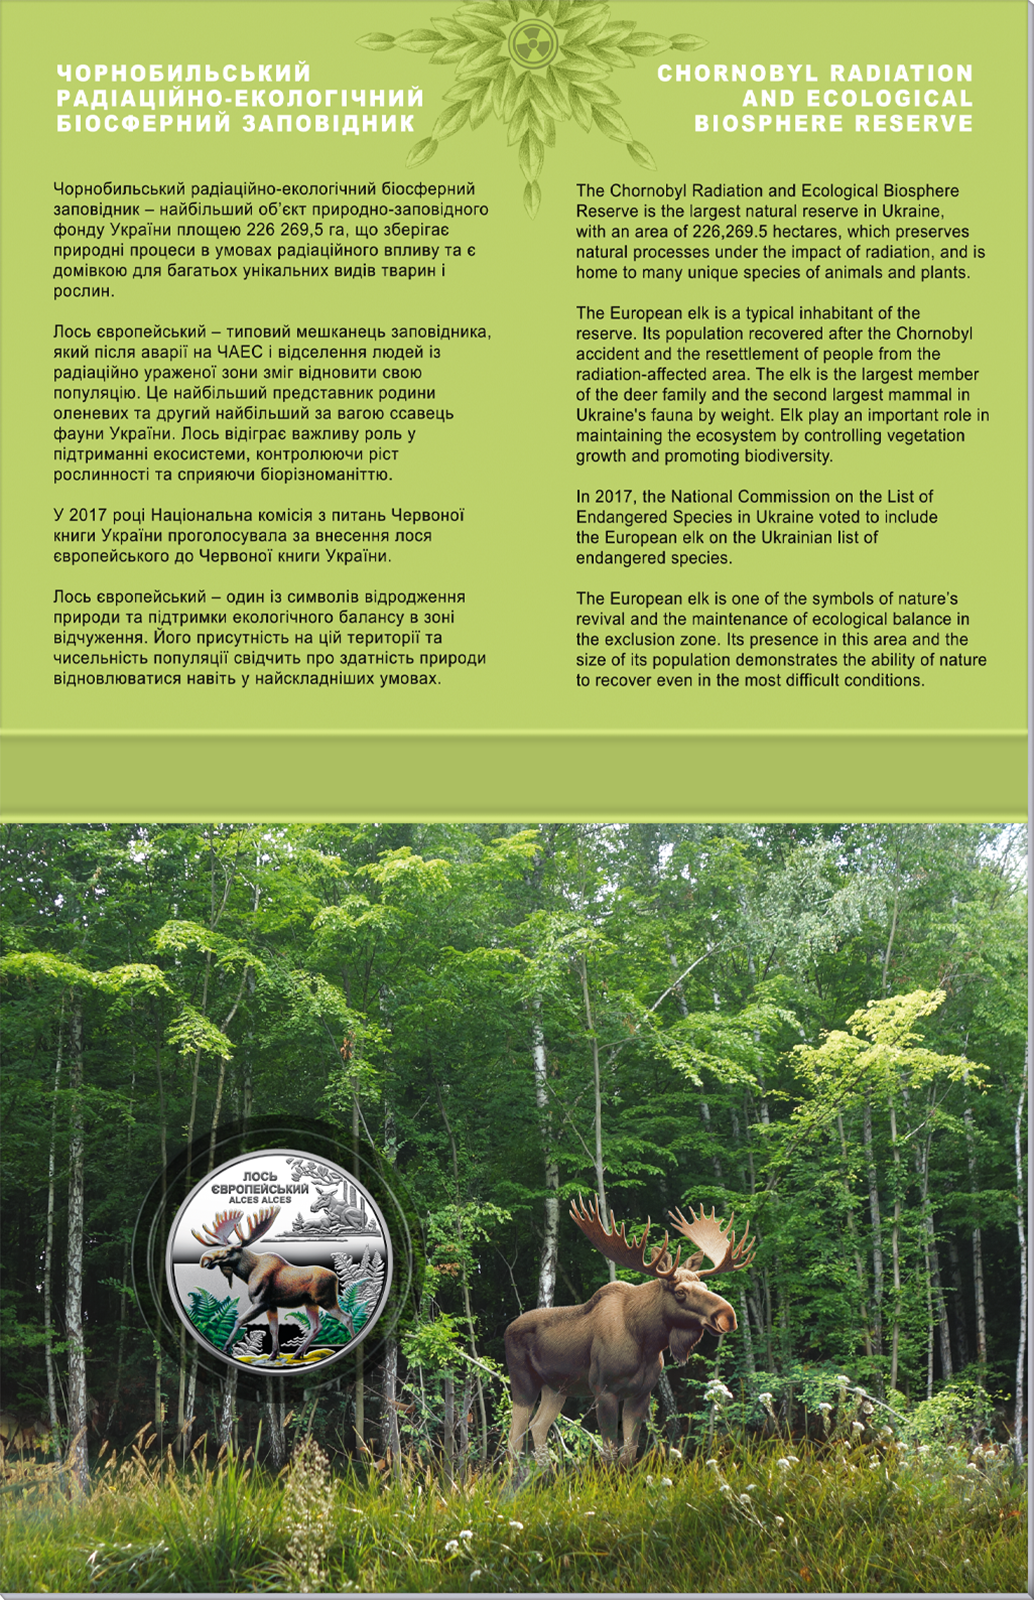 ЧОРНОБИЛЬСЬКИЙ
РАДІАЦІЙНО-ЕКОЛОГІЧНИЙ
БІОСФЕРНИЙ ЗАПОВІДНИК
Чорнобильський радіаційно-екологічний біосферний
заповідник – найбільший об’єкт природно-заповідного
фонду України площею 226 269,5 га, що зберігає
природні процеси в умовах радіаційного впливу та є
домівкою для багатьох унікальних видів тварин і
рослин.
Лось європейський – типовий мешканець заповідника,
який після аварії на ЧАЕС і відселення людей із
радіаційно ураженої зони зміг відновити свою
популяцію. Це найбільший представник родини
оленевих та другий найбільший за вагою ссавець
фауни України. Лось відіграє важливу роль у
підтриманні екосистеми, контролюючи ріст
рослинності та сприяючи біорізноманіттю.
У 2017 році Національна комісія з питань Червоної
книги України проголосувала за внесення лося
європейського до Червоної книги України.
Лось європейський – один із символів відродження
природи та підтримки екологічного балансу в зоні
відчуження. Його присутність на цій території та
чисельність популяції свідчить про здатність природи
відновлюватися навіть у найскладніших умовах.
CHORNOBYL RADIATION
AND ECOLOGICAL
BIOSPHERE RESERVE
The Chornobyl Radiation and Ecological Biosphere
Reserve is the largest natural reserve in Ukraine,
with an area of 226,269.5 hectares, which preserves
natural processes under the impact of radiation, and is
home to many unique species of animals and plants.
The European elk is a typical inhabitant of the
reserve. Its population recovered after the Chornobyl
accident and the resettlement of people from the
radiation-affected area. The elk is the largest member
of the deer family and the second largest mammal in
Ukraine's fauna by weight. Elk play an important role in
maintaining the ecosystem by controlling vegetation
growth and promoting biodiversity.
In 2017, the National Commission on the List of
Endangered Species in Ukraine voted to include
the European elk on the Ukrainian list of
endangered species.
The European elk is one of the symbols of nature’s
revival and the maintenance of ecological balance in
the exclusion zone. Its presence in this area and the
size of its population demonstrates the ability of nature
to recover even in the most difficult conditions.
ЛОСЬ
ЄВРОПЕЙСЬКИЙ
ALCES ALCES